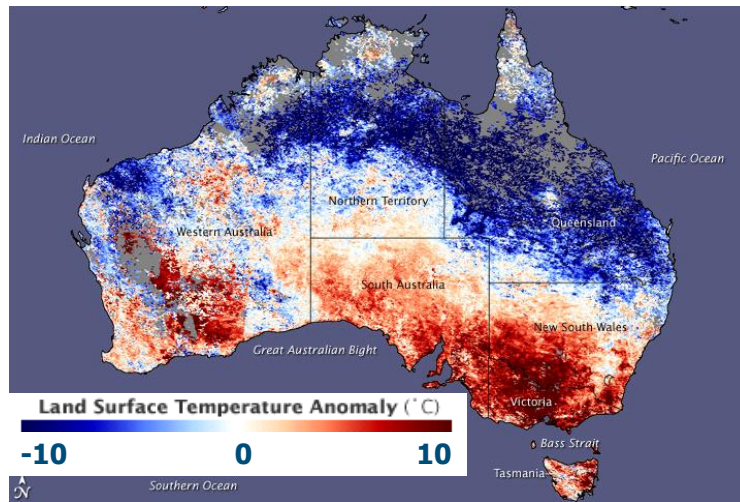 Indian Ocean
Pacific Ocean
Northern Territory
Queensland
Western Australia
South Australia
New South Wales
Great Australian Bight
Victoria
Land Surface Temperature Anomaly (°C)
-10 0 10
Bass Strait
Tasmania
Southern Ocean
N